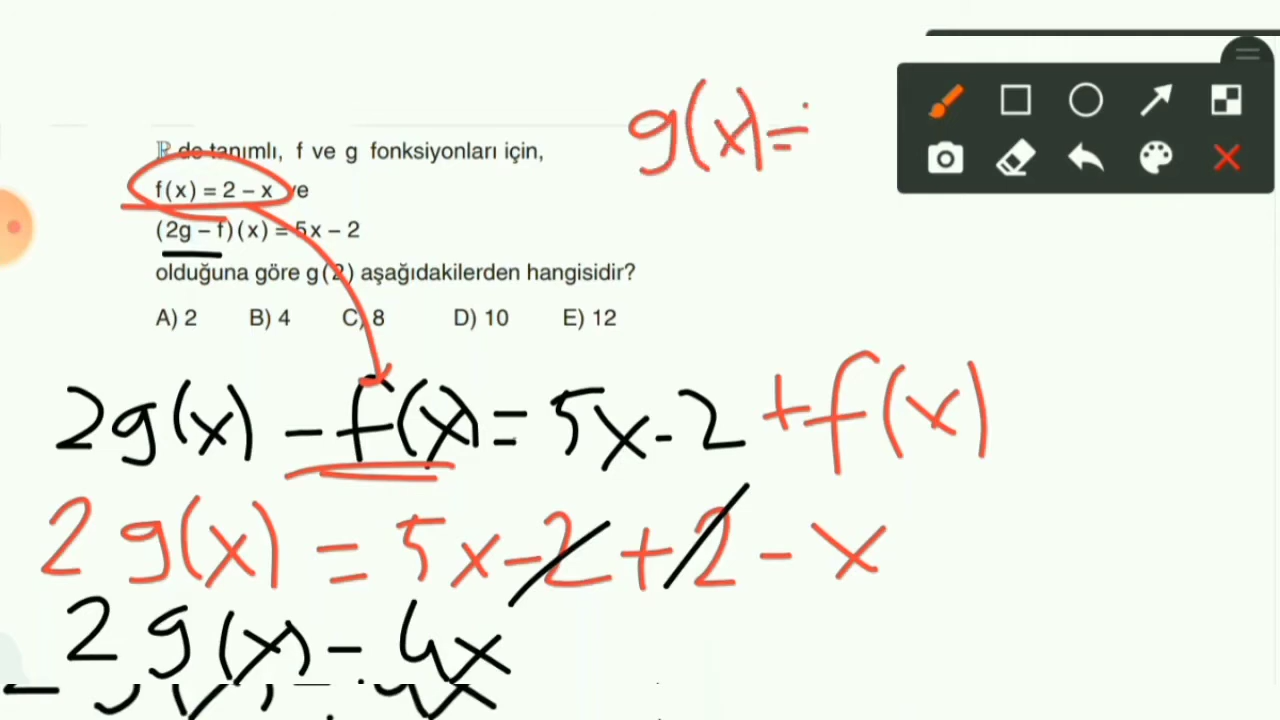 g(x)=
ℝ de tanımlı, f ve g fonksiyonları için,
f(x) = 2 – x ve
(2g – f)(x) = 5x – 2
olduğuna göre g(2) aşağıdakilerden hangisidir?
A) 2 B) 4 C) 8 D) 10 E) 12
2g(x) - f(x) = 5x - 2 + f(x)
2g(x) = 5x - 2 + 2 - x
2g(x) = 4x